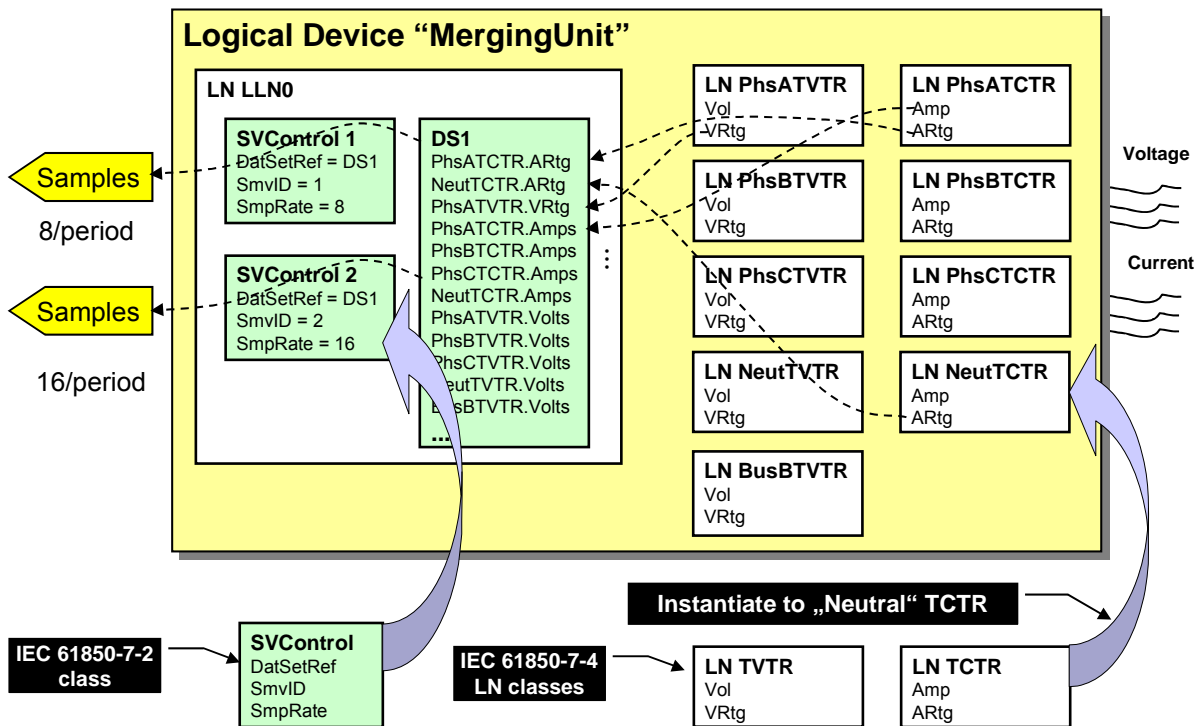 Logical Device “MergingUnit”
LN LLN0
SVControl 1
DatSetRef = DS1
SmvID = 1
SmpRate = 8
SVControl 2
DatSetRef = DS1
SmvID = 2
SmpRate = 16
DS1
PhsATCTR.ARtg
NeutTCTR.ARtg
PhsATVTR.VRtg
PhsATCTR.Amps
PhsBTCTR.Amps
PhsCTCTR.Amps
NeutTCTR.Amps
PhsATVTR.Volts
PhsBTVTR.Volts
PhsCTVTR.Volts
NeutTVTR.Volts
BusBTVTR.Volts
...
...
Samples
8/period
Samples
16/period
LN PhsATVTR
Vol
VRtg
LN PhsBTVTR
Vol
VRtg
LN PhsCTVTR
Vol
VRtg
LN NeutTVTR
Vol
VRtg
LN BusBTVTR
Vol
VRtg
LN PhsATCTR
Amp
ARtg
LN PhsBTCTR
Amp
ARtg
LN PhsCTCTR
Amp
ARtg
LN NeutTCTR
Amp
ARtg
Voltage
Current
Instantiate to „Neutral“ TCTR
IEC 61850-7-2
class
SVControl
DatSetRef
SmvID
SmpRate
IEC 61850-7-4
LN classes
LN TVTR
Vol
VRtg
LN TCTR
Amp
ARtg